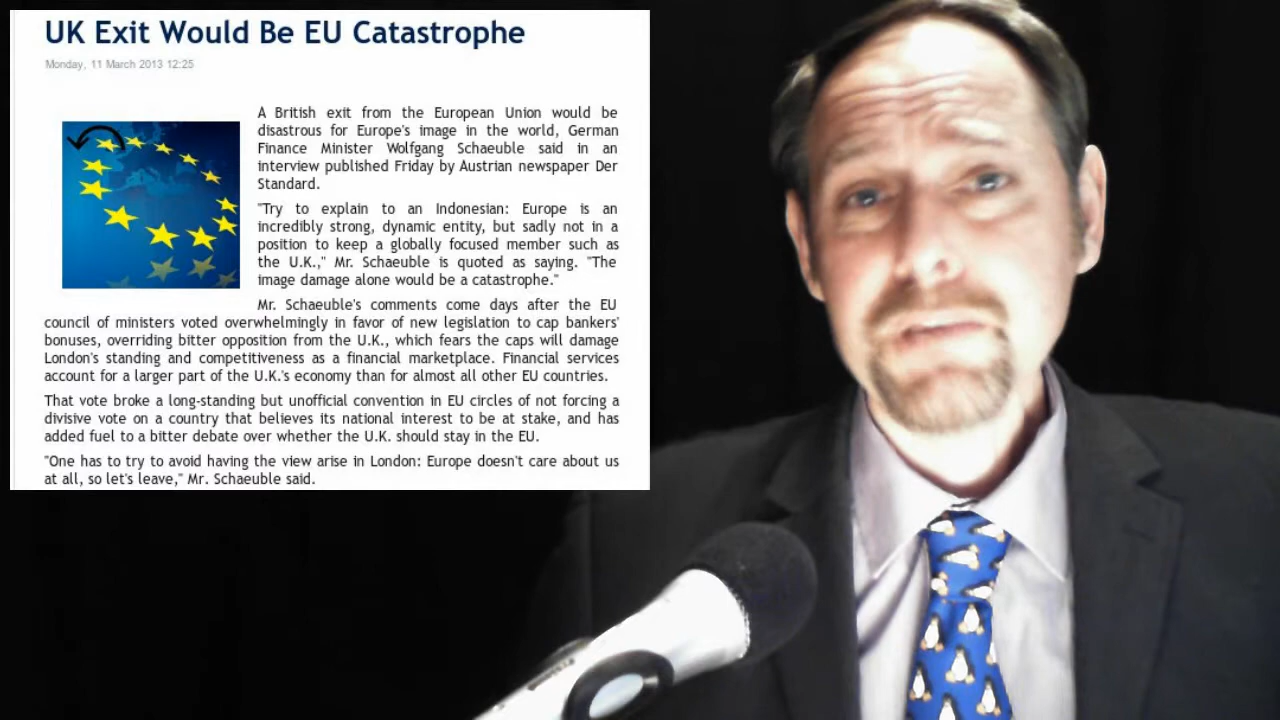 UK Exit Would Be EU Catastrophe
Monday, 11 March 2013 12:25
A British exit from the European Union would be
disastrous for Europe's image in the world, German
Finance Minister Wolfgang Schaeuble said in an
interview published Friday by Austrian newspaper Der
Standard.
"Try to explain to an Indonesian: Europe is an
incredibly strong, dynamic entity, but sadly not in a
position to keep a globally focused member such as
the U.K.," Mr. Schaeuble is quoted as saying. "The
image damage alone would be a catastrophe."
Mr. Schaeuble's comments come days after the EU
council of ministers voted overwhelmingly in favor of new legislation to cap bankers'
bonuses, overriding bitter opposition from the U.K., which fears the caps will damage
London's standing and competitiveness as a financial marketplace. Financial services
account for a larger part of the U.K.'s economy than for almost all other EU countries.
That vote broke a long-standing but unofficial convention in EU circles of not forcing a
divisive vote on a country that believes its national interest to be at stake, and has
added fuel to a bitter debate over whether the U.K. should stay in the EU.
"One has to try to avoid having the view arise in London: Europe doesn't care about us
at all, so let's leave," Mr. Schaeuble said.